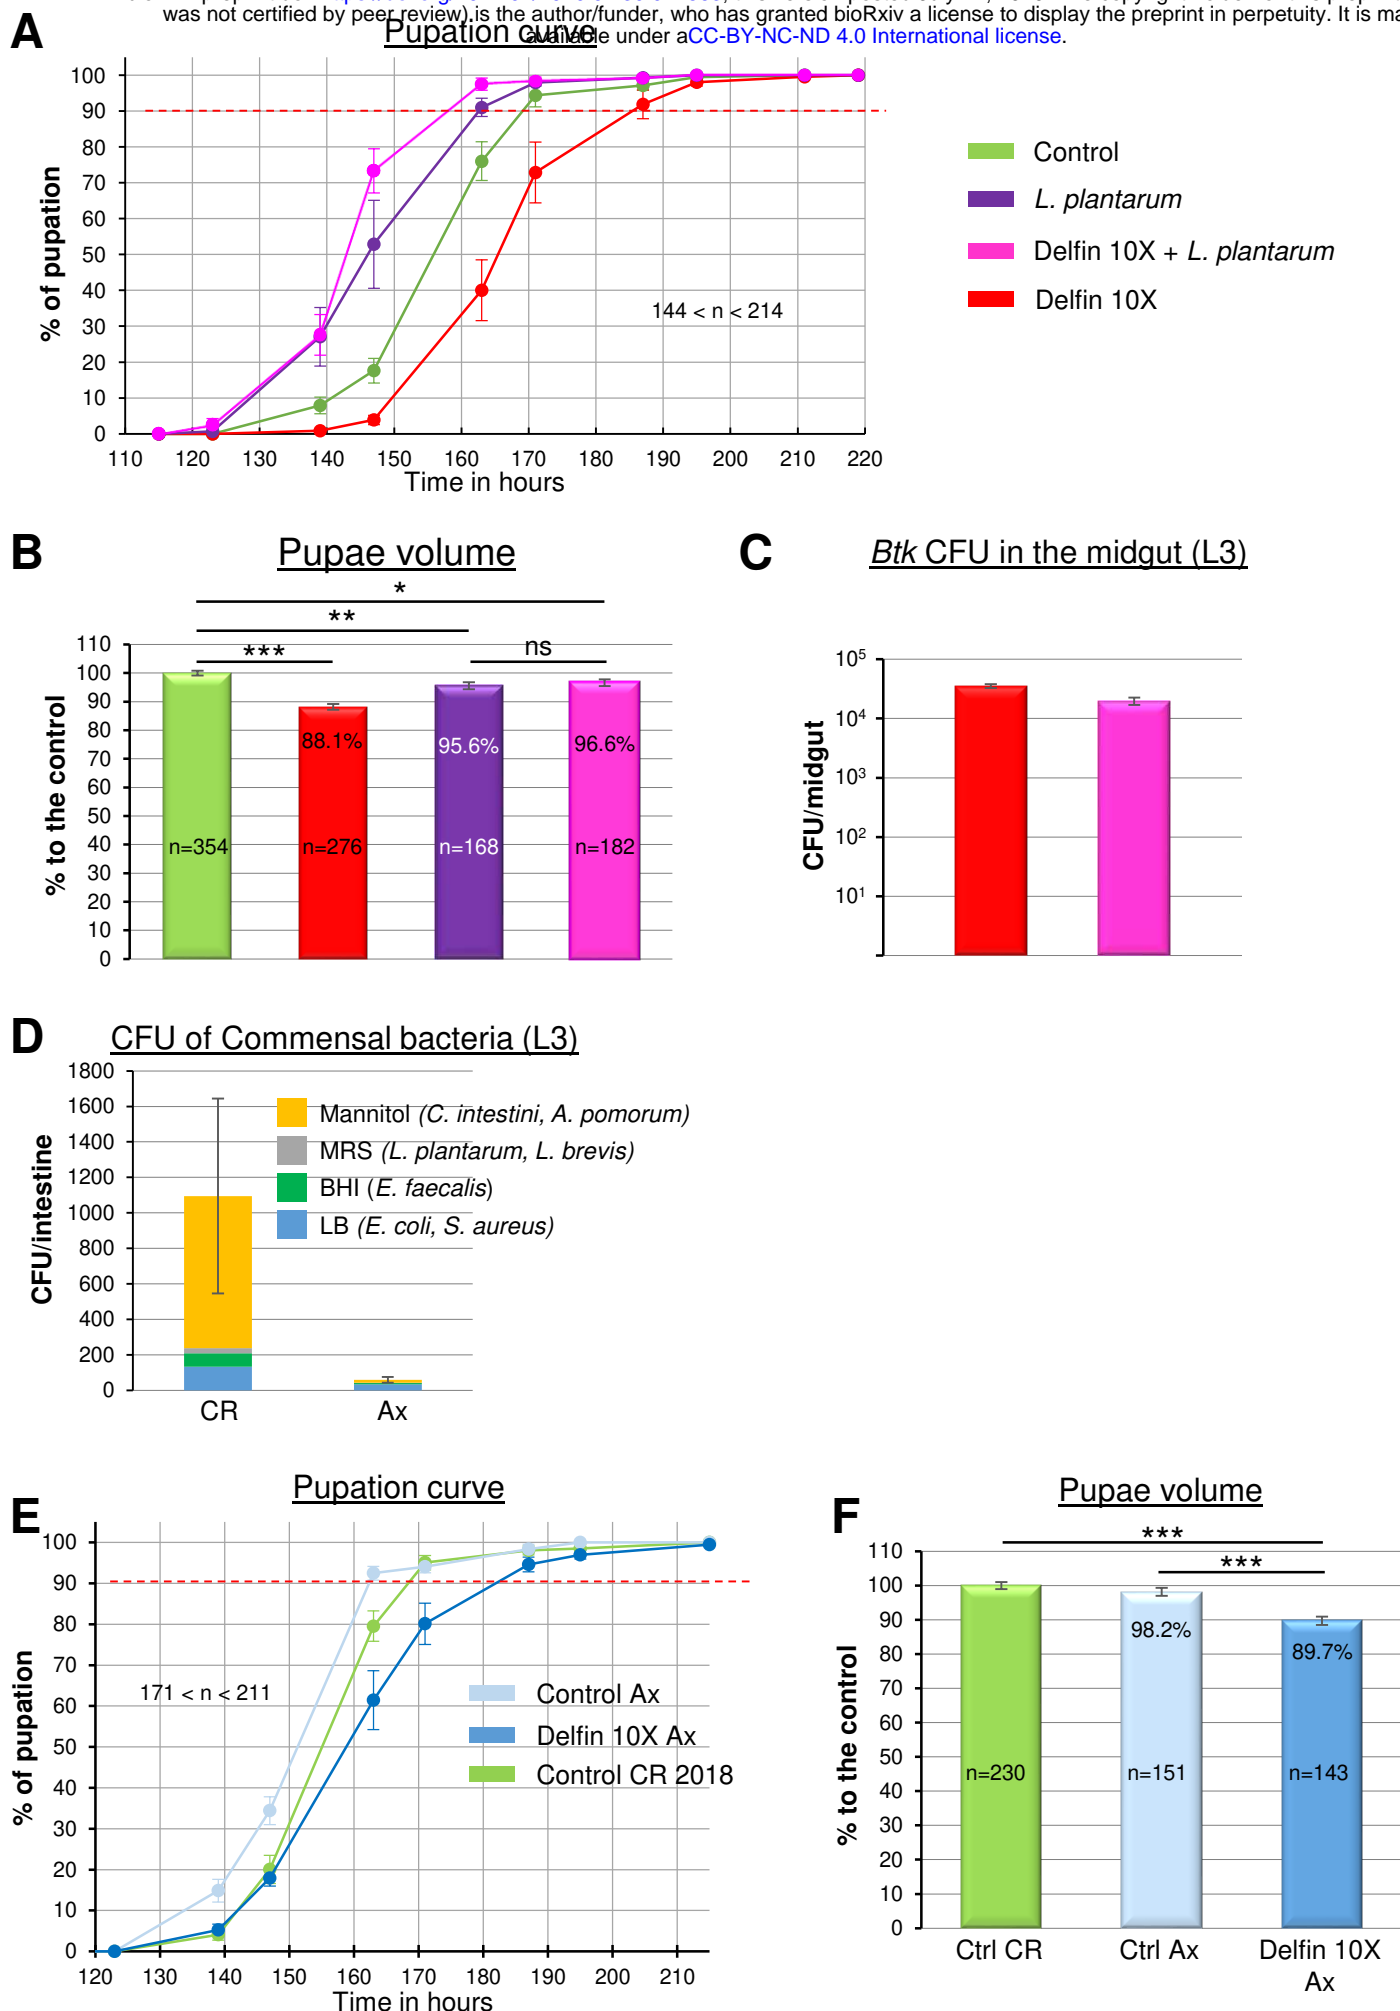 was not certified by peer review) is the author/funder, who has granted bioRxiv a license to display the preprint in perpetuity. It is
available under aCC-BY-NC-ND 4.0 International license.
A
Pupation curve
100
90
80
70
60
50
40
30
20
10
0
% of pupation
144 < n < 214
110 120 130 140 150 160 170 180 190 200 210 220
Time in hours
Control
L. plantarum
Delfin 10X + L. plantarum
Delfin 10X
B
Pupae volume
*
**
***
ns
110
100
90
80
70
60
50
40
30
20
10
0
% to the control
88.1%
95.6%
96.6%
n=354
n=276
n=168
n=182
C
Btk CFU in the midgut (L3)
10⁵
10⁴
10³
10²
10¹
CFU/midgut
D
CFU of Commensal bacteria (L3)
1800
1600
1400
1200
1000
800
600
400
200
0
CFU/intestine
Mannitol (C. intestini, A. pomorum)
MRS (L. plantarum, L. brevis)
BHI (E. faecalis)
LB (E. coli, S. aureus)
CR Ax
E
Pupation curve
100
90
80
70
60
50
40
30
20
10
0
% of pupation
171 < n < 211
Control Ax
Delfin 10X Ax
Control CR 2018
120 130 140 150 160 170 180 190 200 210
Time in hours
F
Pupae volume
***
***
110
100
90
80
70
60
50
40
30
20
10
0
% to the control
98.2%
89.7%
n=230
n=151
n=143
Ctrl CR
Ctrl Ax
Delfin 10X
Ax